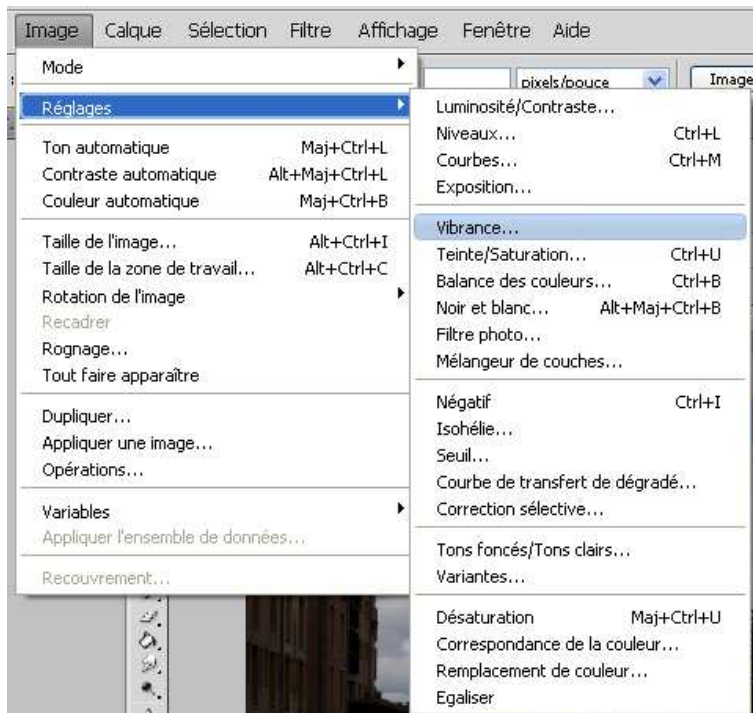 Image Calque Sélection Filtre Affichage Fenêtre Aide
pixels/pouce Image
Mode
Réglages
Ton automatique Maj+Ctrl+L
Contraste automatique Alt+Maj+Ctrl+L
Couleur automatique Maj+Ctrl+B
Taille de l'image... Alt+Ctrl+I
Taille de la zone de travail... Alt+Ctrl+C
Rotation de l'image
Recadrer
Rognage...
Tout faire apparaître
Dupliquer...
Appliquer une image...
Opérations...
Variables
Appliquer l'ensemble de données...
Recouvrement...
Luminosité/Contraste...
Niveaux... Ctrl+L
Courbes... Ctrl+M
Exposition...
Vibrance...
Teinte/Saturation... Ctrl+U
Balance des couleurs... Ctrl+B
Noir et blanc... Alt+Maj+Ctrl+B
Filtre photo...
Mélangeur de couches...
Négatif Ctrl+I
Isohélie...
Seuil...
Courbe de transfert de dégradé...
Correction sélective...
Tons foncés/Tons clairs...
Variantes...
Désaturation Maj+Ctrl+U
Correspondance de la couleur...
Remplacement de couleur...
Egaliser